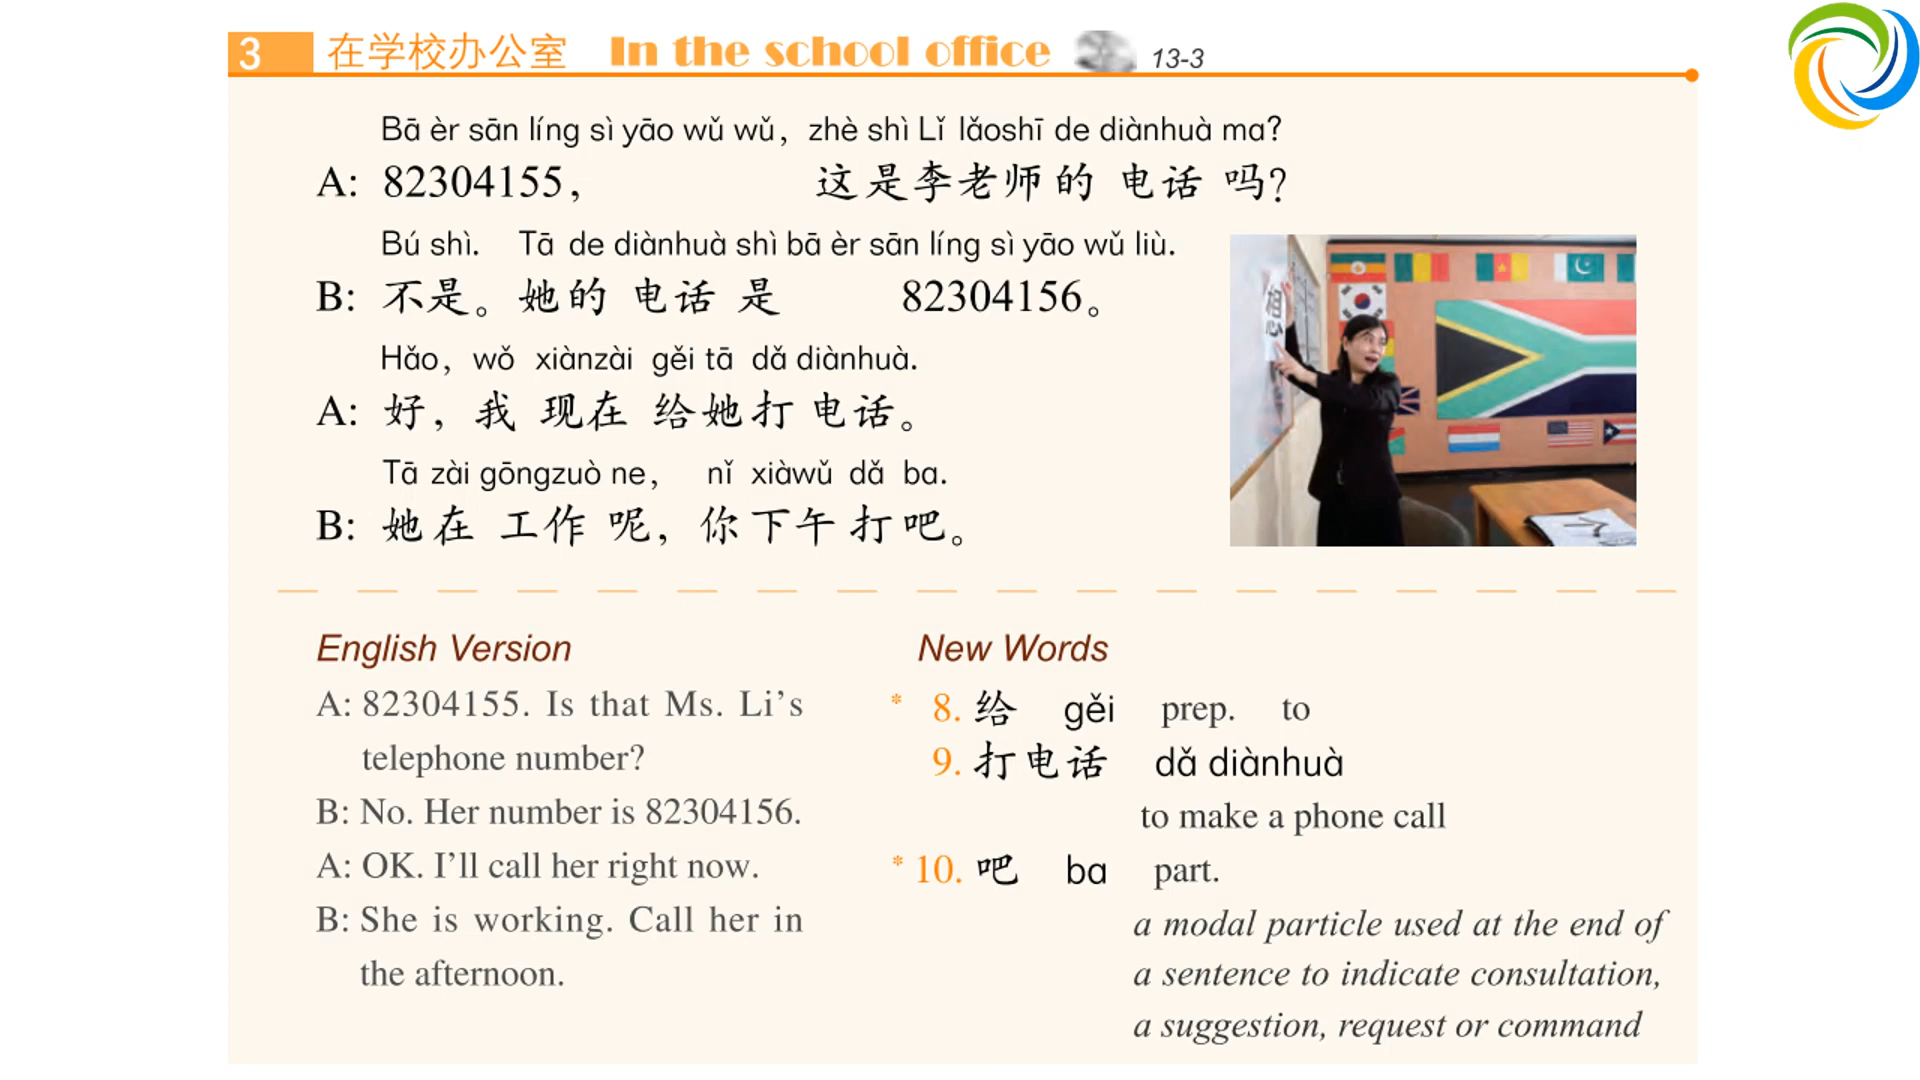 3 在学校办公室 In the school office 13-3
Bā èr sān líng sì yāo wǔ wǔ, zhè shì Lǐ lǎoshī de diànhuà ma?
A: 82304155, 这是李老师的电话吗?
Bú shì. Tā de diànhuà shì bā èr sān líng sì yāo wǔ liù.
B: 不是。她的电话是 82304156。
Hǎo, wǒ xiànzài gěi tā dǎ diànhuà.
A: 好, 我现在给她打电话。
Tā zài gōngzuò ne, nǐ xiàwǔ dǎ ba.
B: 她在工作呢, 你下午打吧。
English Version
A: 82304155. Is that Ms. Li's
telephone number?
B: No. Her number is 82304156.
A: OK. I'll call her right now.
B: She is working. Call her in
the afternoon.
New Words
* 8. 给 gěi prep. to
9. 打电话 dǎ diànhuà
to make a phone call
* 10. 吧 ba part.
a modal particle used at the end of
a sentence to indicate consultation,
a suggestion, request or command